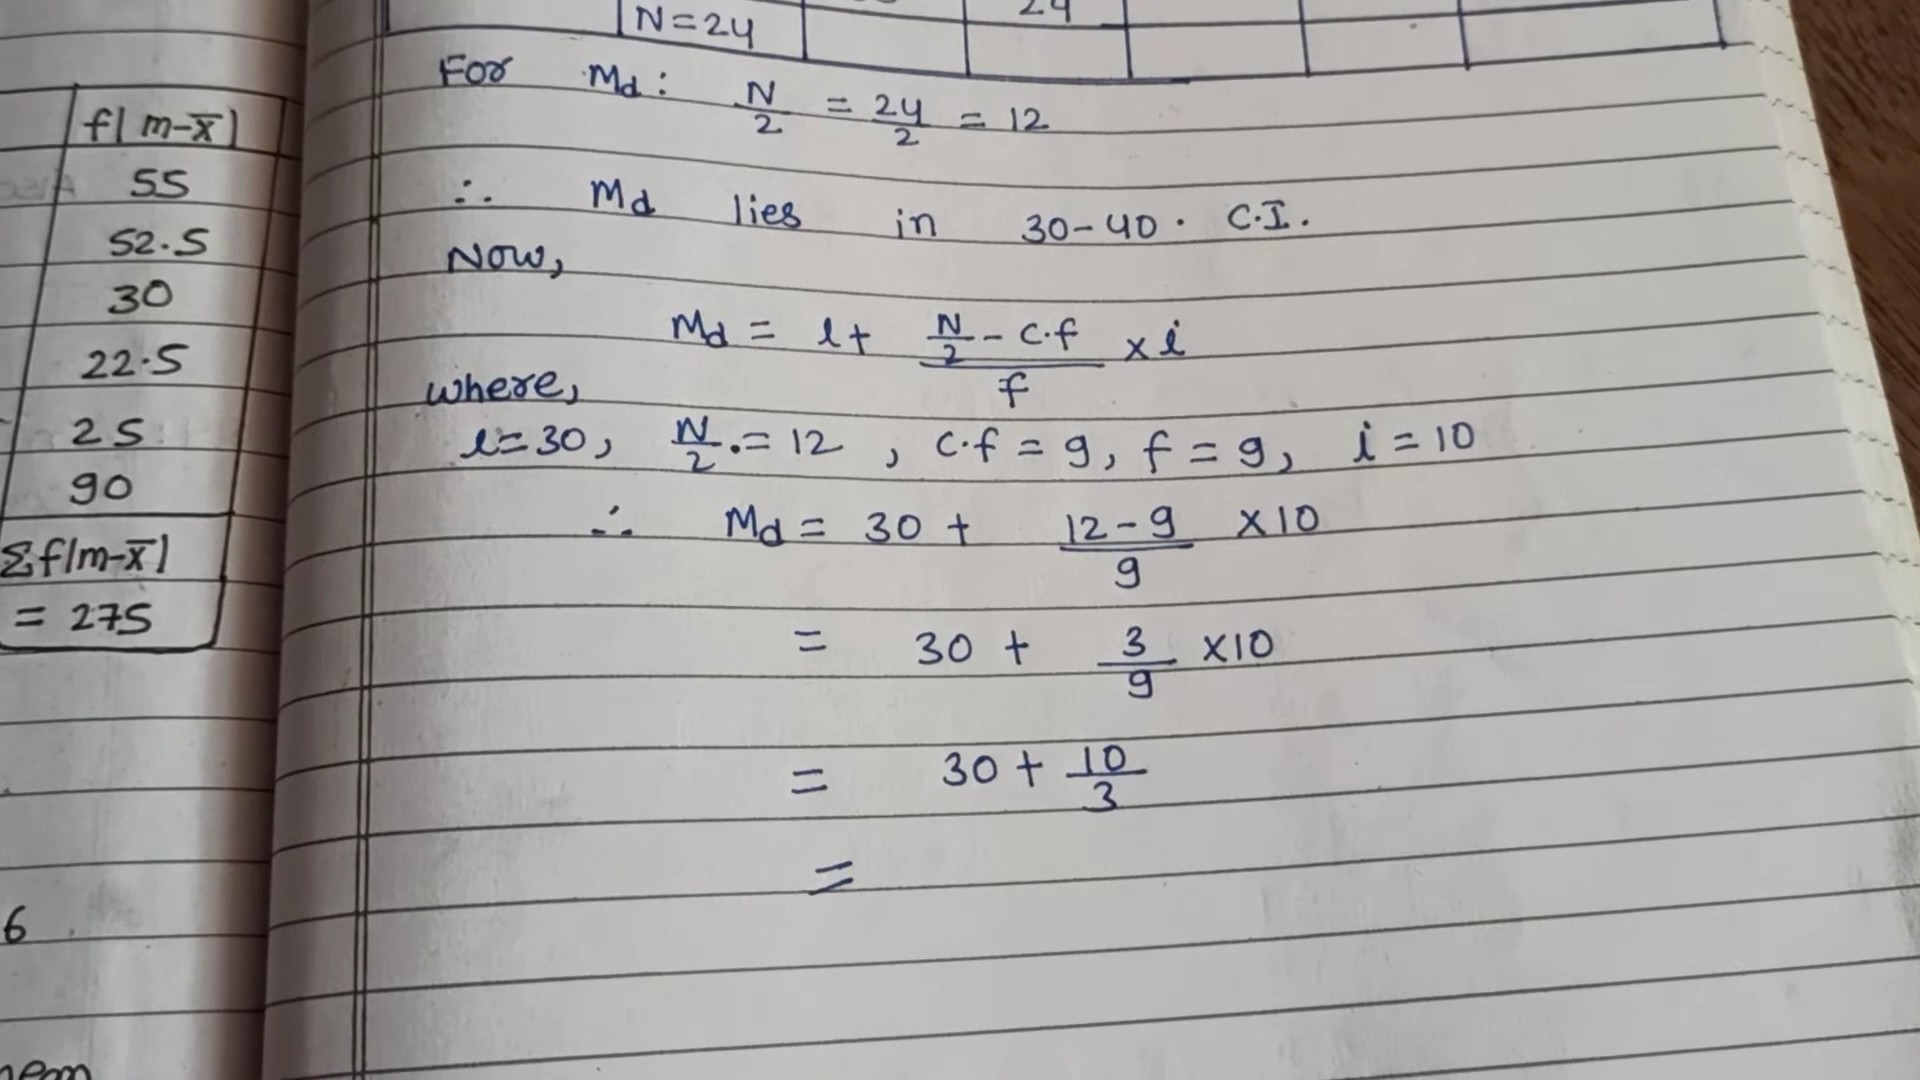 f| m-x̄ |
55
52.5
30
22.5
25
90
Σf|m-x̄|
= 275
6
N=24
24
For Md : N/2 = 24/2 = 12
∴ Md lies in 30-40. C.I.
Now,
Md = l+ (N/2 - c.f)/f × i
where,
l=30, N/2 .= 12 , c.f = 9, f = 9, i = 10
∴ Md = 30 + (12-9)/9 ×10
= 30 + 3/9 ×10
= 30 + 10/3
=